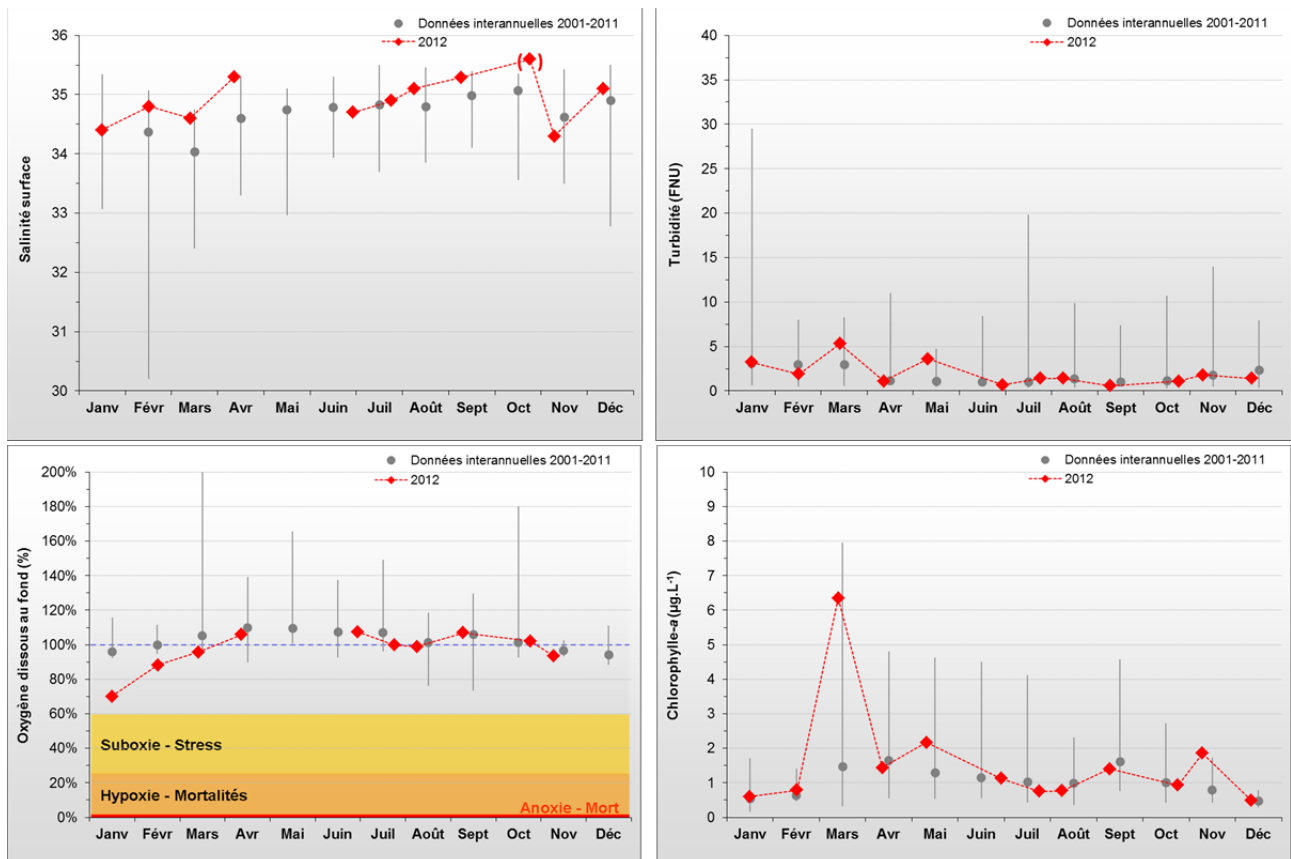 Données interannuelles 2001-2011
2012
Salinité surface
36
35
34
33
32
31
30
( )
Janv Févr Mars Avr Mai Juin Juil Août Sept Oct Nov Déc
Données interannuelles 2001-2011
2012
Turbidité (FNU)
40
35
30
25
20
15
10
5
0
Janv Févr Mars Avr Mai Juin Juil Août Sept Oct Nov Déc
Données interannuelles 2001-2011
2012
Oxygène dissous au fond (%)
200%
180%
160%
140%
120%
100%
80%
60%
40%
20%
0%
Suboxie - Stress
Hypoxie - Mortalités
Anoxie - Mort
Janv Févr Mars Avr Mai Juin Juil Août Sept Oct Nov Déc
Données interannuelles 2001-2011
2012
Chlorophylle-a (µg.L⁻¹)
10
9
8
7
6
5
4
3
2
1
0
Janv Févr Mars Avr Mai Juin Juil Août Sept Oct Nov Déc